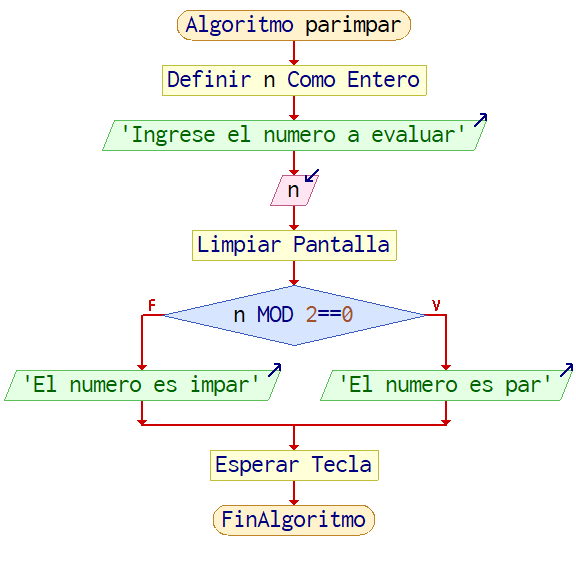 Algoritmo parimpar
Definir n Como Entero
'Ingrese el numero a evaluar'
n
Limpiar Pantalla
F
V
n MOD 2==0
'El numero es impar'
'El numero es par'
Esperar Tecla
FinAlgoritmo